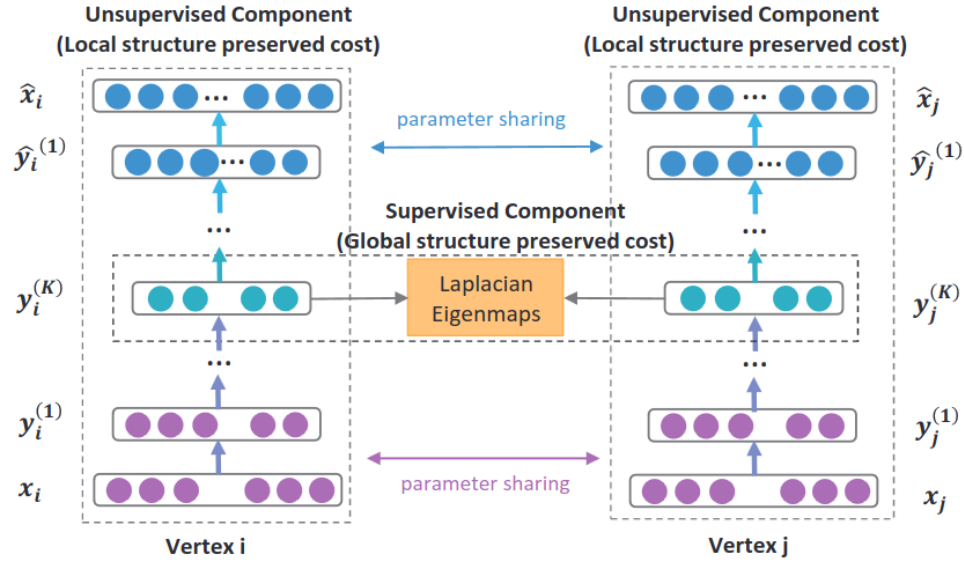 Unsupervised Component
(Local structure preserved cost)
Unsupervised Component
(Local structure preserved cost)
x̂ᵢ
...
...
x̂ⱼ
parameter sharing
ŷᵢ⁽¹⁾
...
...
ŷⱼ⁽¹⁾
Supervised Component
(Global structure preserved cost)
...
...
yᵢ⁽ᴷ⁾
Laplacian
Eigenmaps
yⱼ⁽ᴷ⁾
...
...
yᵢ⁽¹⁾
yⱼ⁽¹⁾
parameter sharing
xᵢ
xⱼ
Vertex i
Vertex j